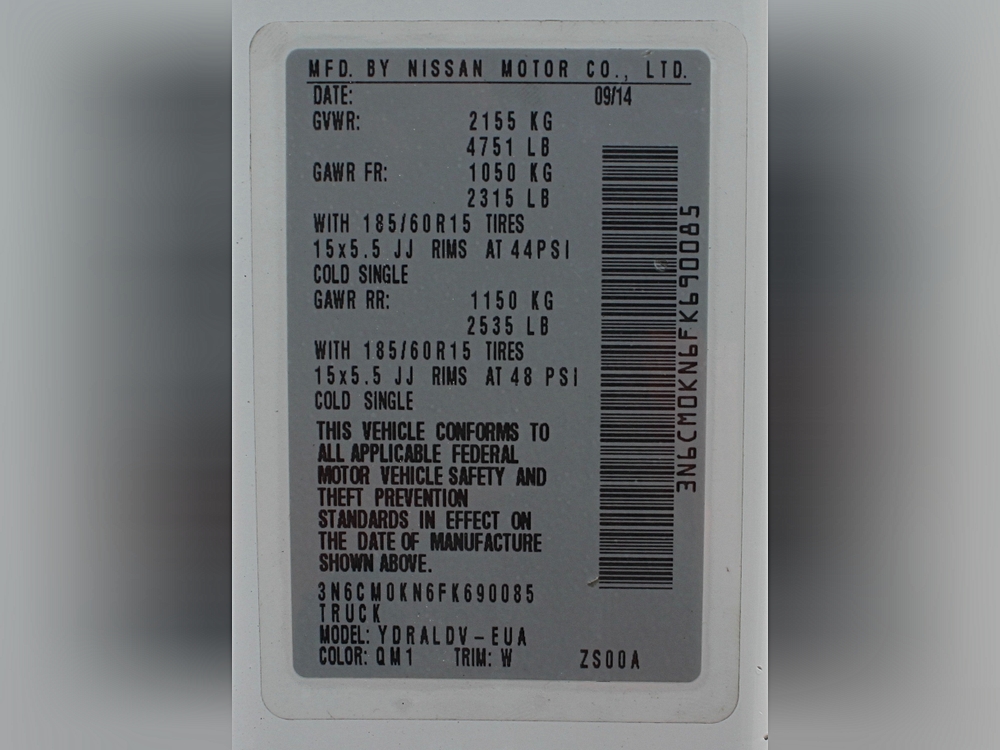 MFD. BY NISSAN MOTOR CO., LTD.
DATE: 09/14
GVWR: 2155 KG
4751 LB
GAWR FR: 1050 KG
2315 LB
WITH 185/60R15 TIRES
15x5.5 JJ RIMS AT 44PSI
COLD SINGLE
GAWR RR: 1150 KG
2535 LB
WITH 185/60R15 TIRES
15x5.5 JJ RIMS AT 48 PSI
COLD SINGLE
THIS VEHICLE CONFORMS TO
ALL APPLICABLE FEDERAL
MOTOR VEHICLE SAFETY AND
THEFT PREVENTION
STANDARDS IN EFFECT ON
THE DATE OF MANUFACTURE
SHOWN ABOVE.
3N6CM0KN6FK690085
TRUCK
MODEL: YDRALDV-EUA
COLOR: QM1 TRIM: W ZS00A
3N6CM0KN6FK690085